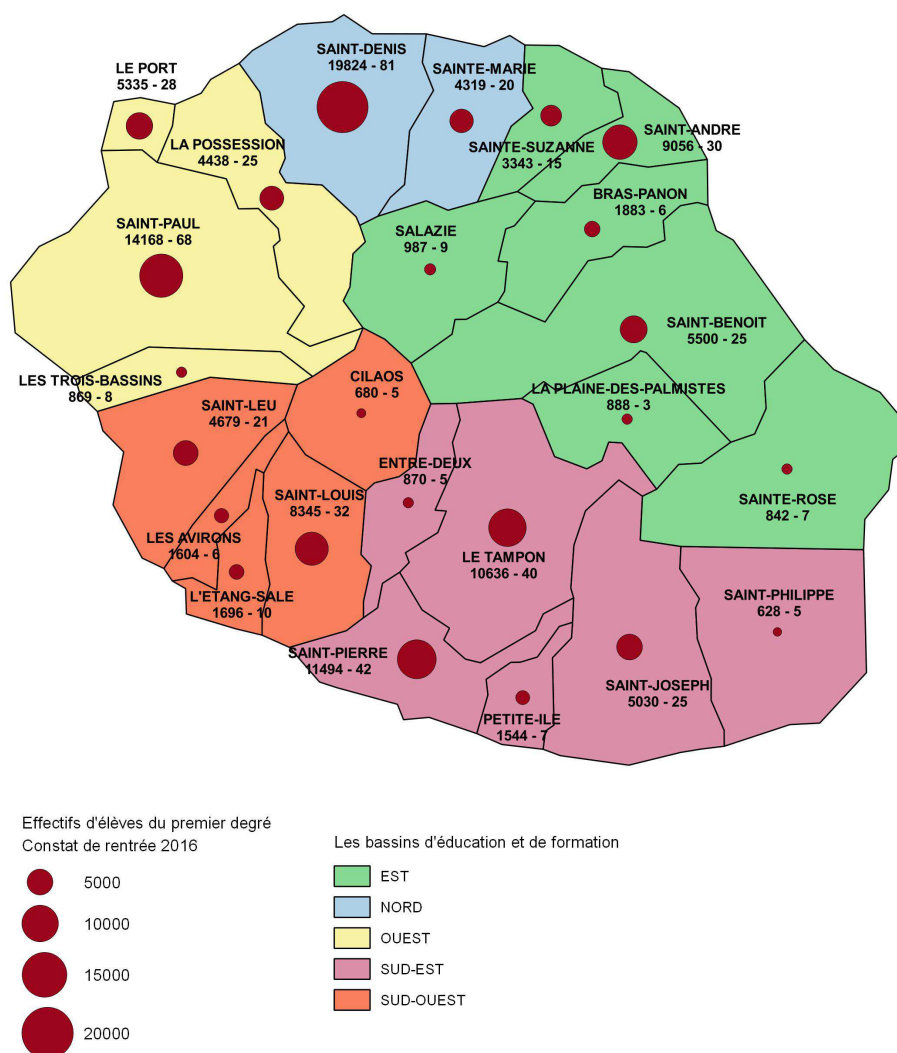 SAINT-DENIS
19824 - 81
SAINTE-MARIE
4319 - 20
LE PORT
5335 - 28
LA POSSESSION
4438 - 25
SAINTE-SUZANNE
3343 - 15
SAINT-ANDRE
9056 - 30
BRAS-PANON
1883 - 6
SAINT-PAUL
14168 - 68
SALAZIE
987 - 9
SAINT-BENOIT
5500 - 25
LES TROIS-BASSINS
869 - 8
CILAOS
680 - 5
LA PLAINE-DES-PALMISTES
888 - 3
SAINT-LEU
4679 - 21
ENTRE-DEUX
870 - 5
SAINT-LOUIS
8345 - 32
SAINTE-ROSE
842 - 7
LES AVIRONS
1604 - 6
LE TAMPON
10636 - 40
L'ETANG-SALE
1696 - 10
SAINT-PHILIPPE
628 - 5
SAINT-PIERRE
11494 - 42
SAINT-JOSEPH
5030 - 25
PETITE-ILE
1544 - 7
Effectifs d'élèves du premier degré
Constat de rentrée 2016
5000
10000
15000
20000
Les bassins d'éducation et de formation
EST
NORD
OUEST
SUD-EST
SUD-OUEST